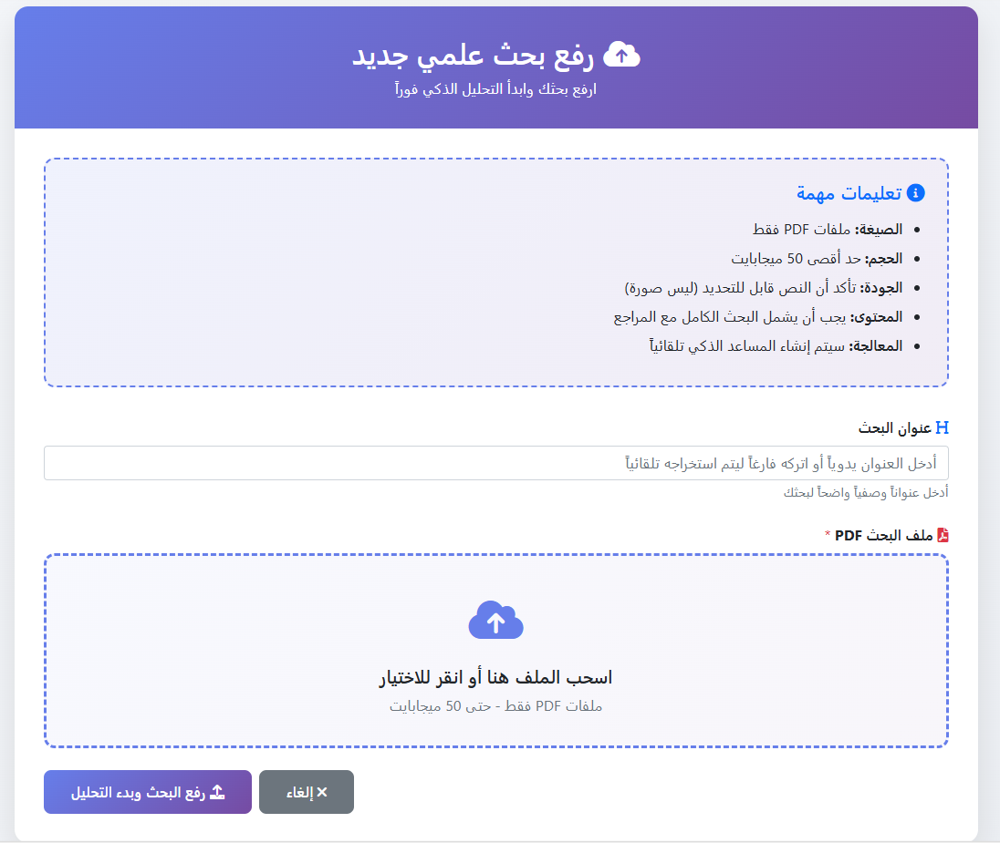 رفع بحث علمي جديد
ارفع بحثك وابدأ التحليل الذكي فوراً
تعليمات مهمة
الصيغة: ملفات PDF فقط
الحجم: حد أقصى 50 ميجابايت
الجودة: تأكد أن النص قابل للتحديد (ليس صورة)
المحتوى: يجب أن يشمل البحث الكامل مع المراجع
المعالجة: سيتم إنشاء المساعد الذكي تلقائياً
عنوان البحث
أدخل العنوان يدوياً أو اتركه فارغاً ليتم استخراجه تلقائياً
أدخل عنواناً وصفياً واضحاً لبحثك
ملف البحث PDF *
اسحب الملف هنا أو انقر للاختيار
ملفات PDF فقط - حتى 50 ميجابايت
إلغاء
رفع البحث وبدء التحليل